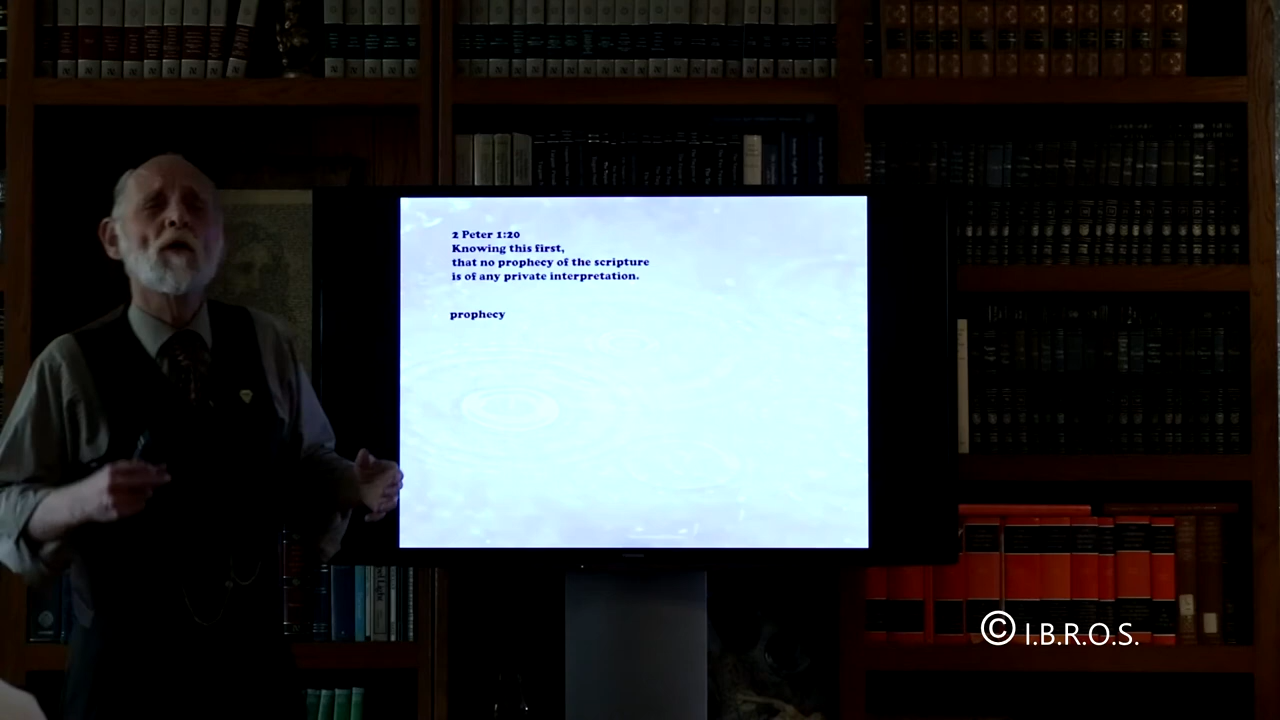 2 Peter 1:20
Knowing this first,
that no prophecy of the scripture
is of any private interpretation.
prophecy
© I.B.R.O.S.